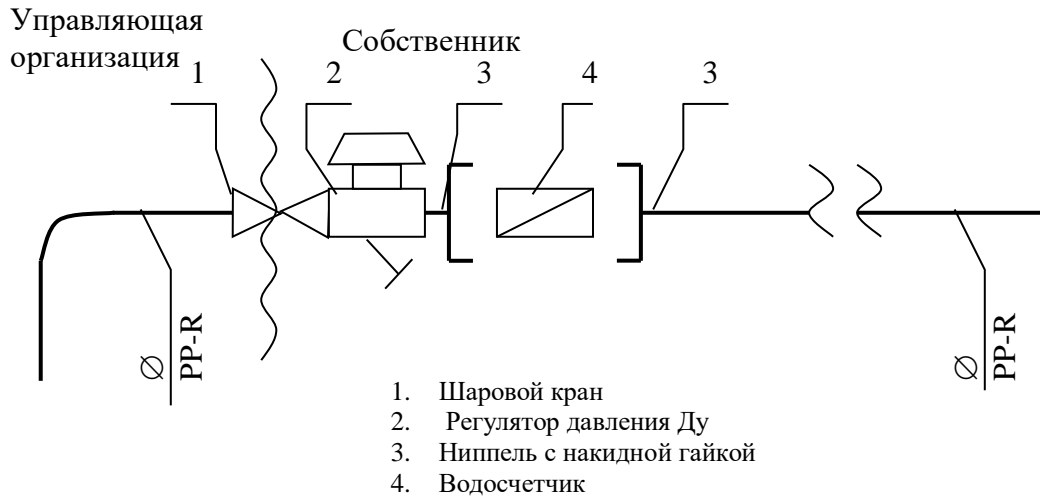 Управляющая
организация
Собственник
1
2
3
4
3
∅
PP-R
∅
PP-R
1. Шаровой кран
2. Регулятор давления Ду
3. Ниппель с накидной гайкой
4. Водосчетчик